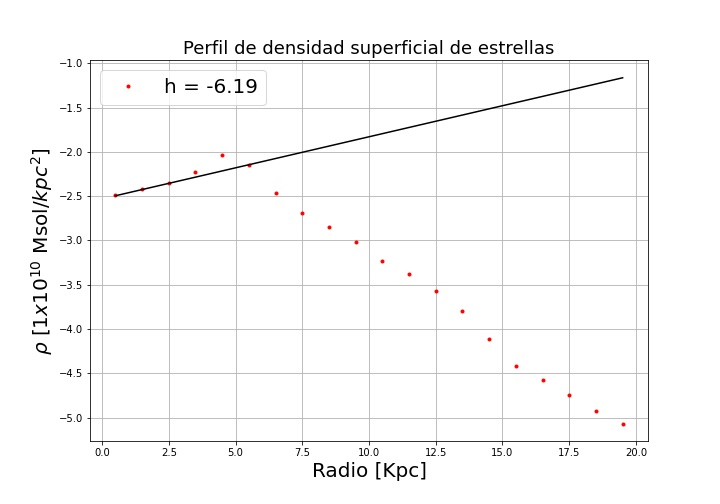 Perfil de densidad superficial de estrellas
h = -6.19
-1.0
-1.5
-2.0
-2.5
-3.0
-3.5
-4.0
-4.5
-5.0
ρ [1x10^10 Msol/kpc^2]
0.0 2.5 5.0 7.5 10.0 12.5 15.0 17.5 20.0
Radio [Kpc]